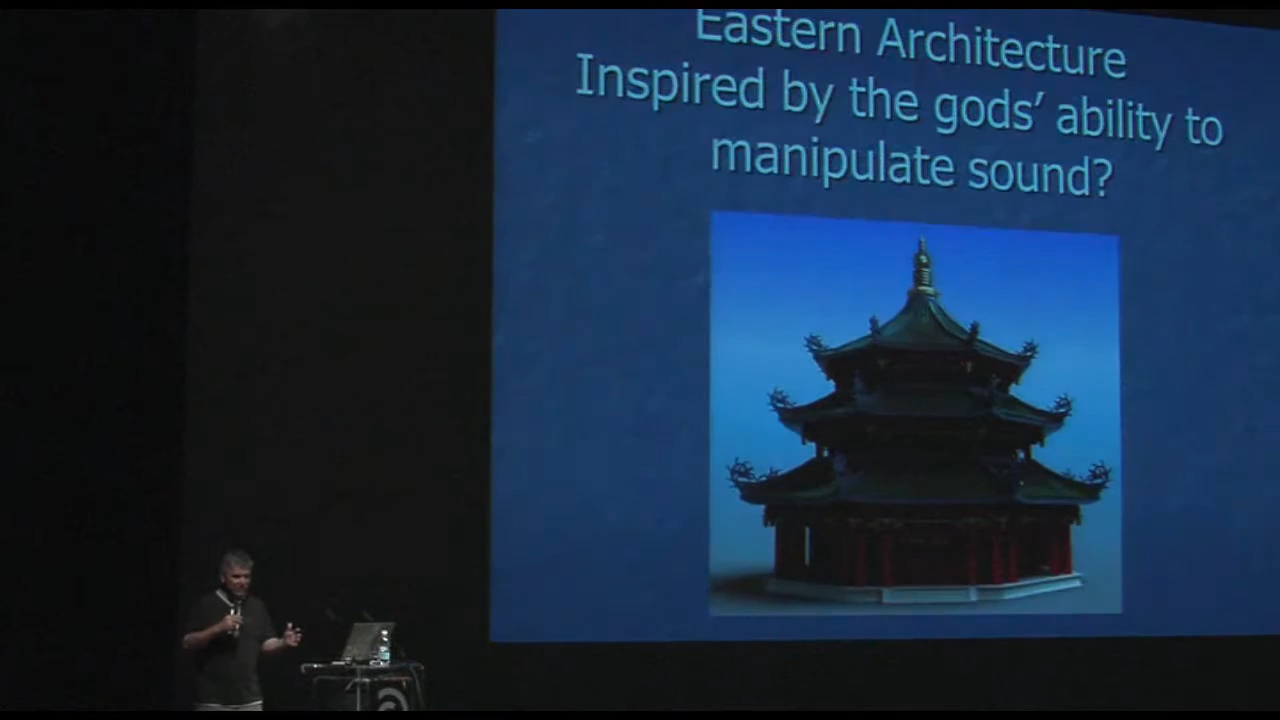 Eastern Architecture
Inspired by the gods’ ability to
manipulate sound?